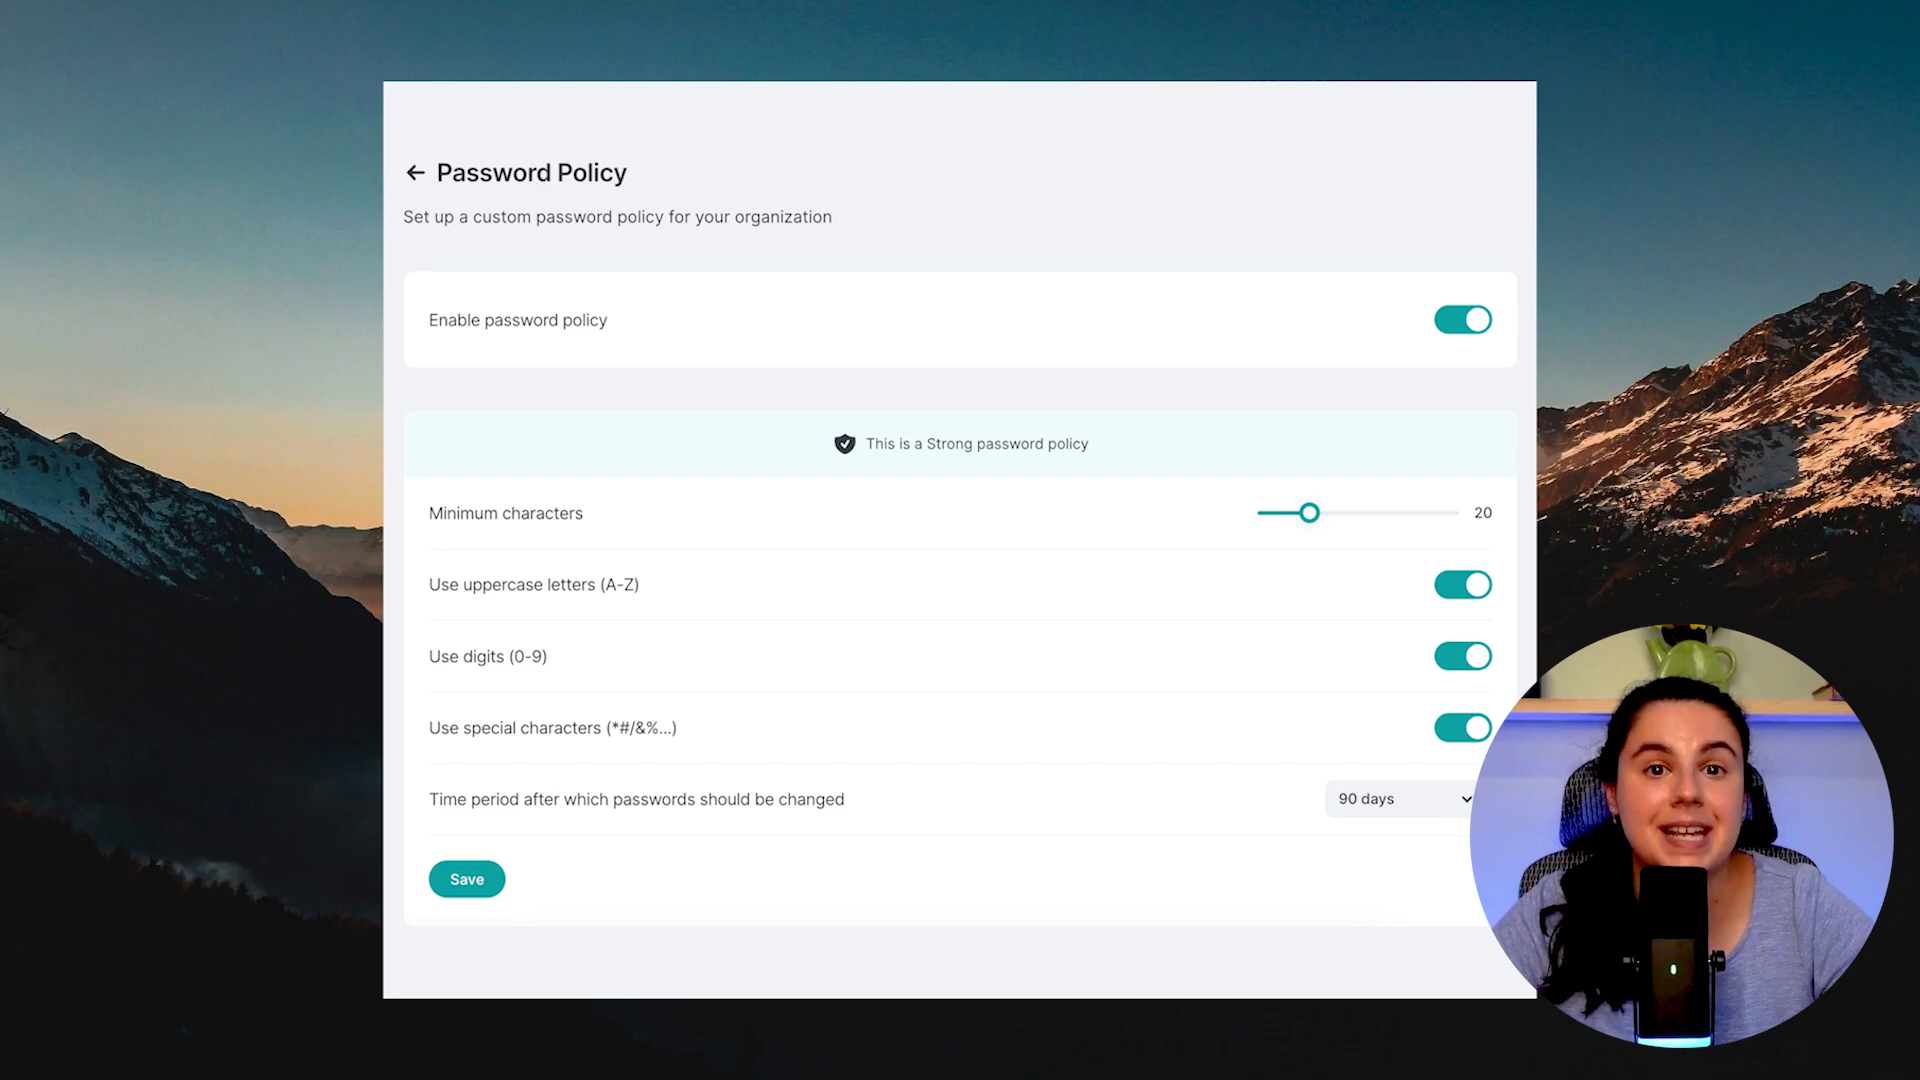 Password Policy
Set up a custom password policy for your organization
Enable password policy
This is a Strong password policy
Minimum characters 20
Use uppercase letters (A-Z)
Use digits (0-9)
Use special characters (*#/&%...)
Time period after which passwords should be changed 90 days
Save